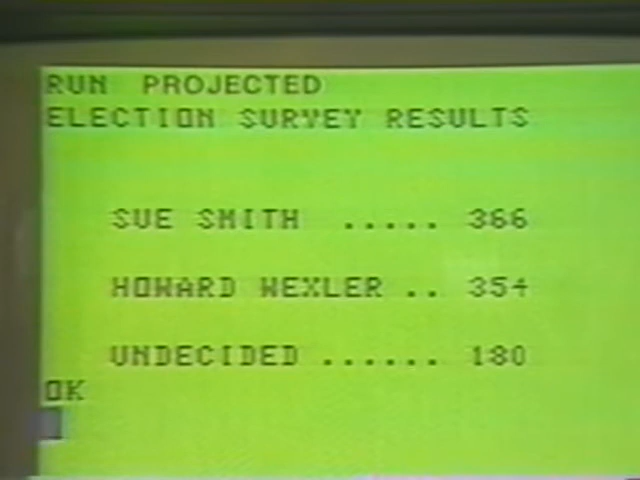 RUN PROJECTED
ELECTION SURVEY RESULTS
SUE SMITH ..... 366
HOWARD WEXLER .. 354
UNDECIDED ...... 180
OK